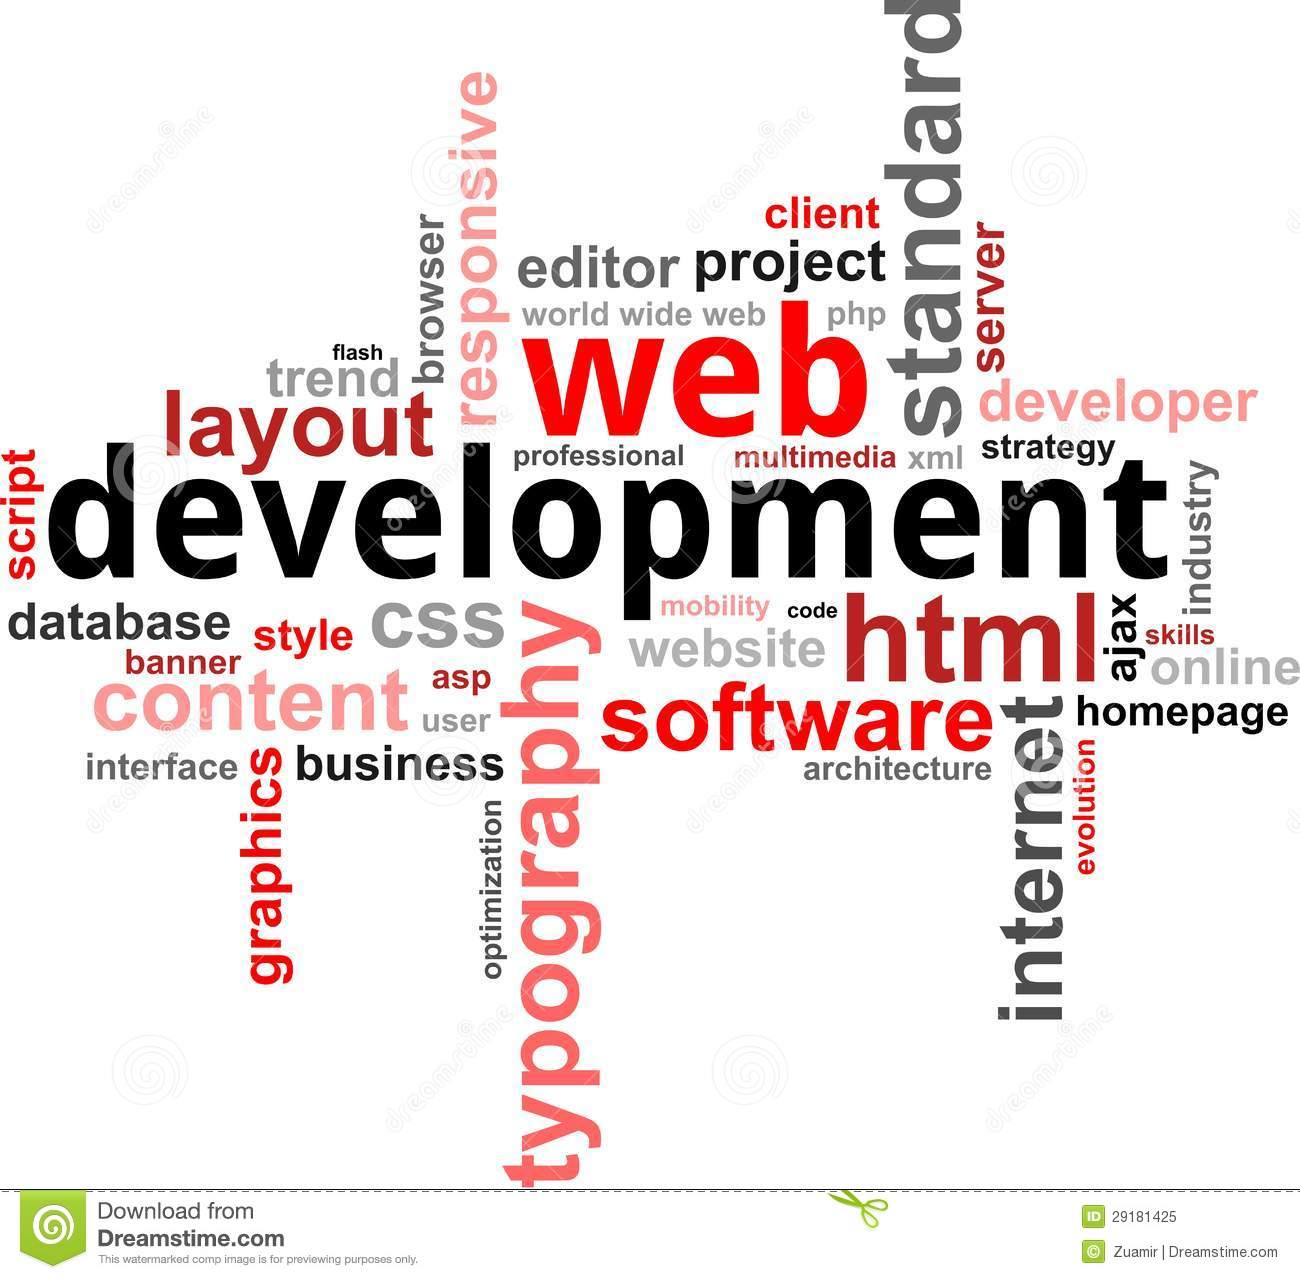 standard
responsive
client
browser
editor
project
server
world wide web
php
flash
trend
web
layout
developer
strategy
professional
multimedia
xml
script
development
industry
database
style
css
mobility
code
html
ajax
skills
website
online
banner
asp
content
user
typography
software
internet
homepage
interface
business
architecture
evolution
graphics
optimization
dreamstime
Download from
Dreamstime.com
This watermarked comp image is for previewing purposes only.
ID 29181425
© Zuamir | Dreamstime.com